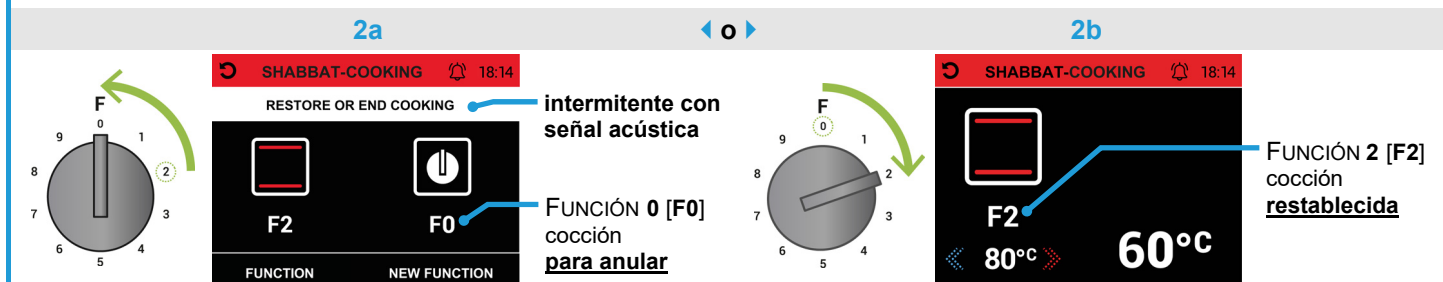 2a
o
2b
F
0
1
2
3
4
5
6
7
8
9
SHABBAT-COOKING 18:14
RESTORE OR END COOKING
F2
F0
FUNCTION
NEW FUNCTION
intermitente con
señal acústica
FUNCIÓN 0 [F0]
cocción
para anular
F
0
1
2
3
4
5
6
7
8
9
SHABBAT-COOKING 18:14
F2
80°C
60°C
FUNCIÓN 2 [F2]
cocción
restablecida